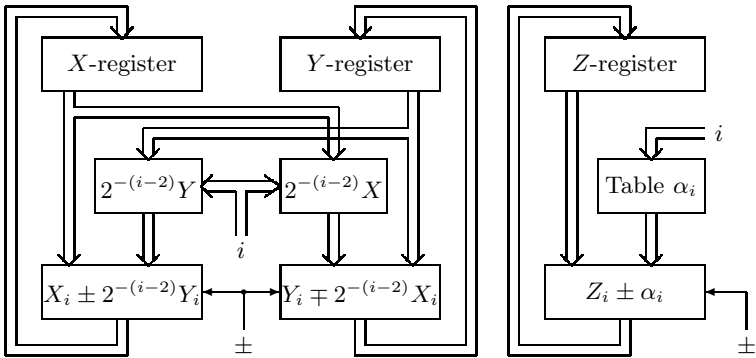 X-register Y-register Z-register
i
2^{-(i-2)}Y 2^{-(i-2)}X Table α_i
i
X_i ± 2^{-(i-2)}Y_i Y_i ∓ 2^{-(i-2)}X_i Z_i ± α_i
± ±